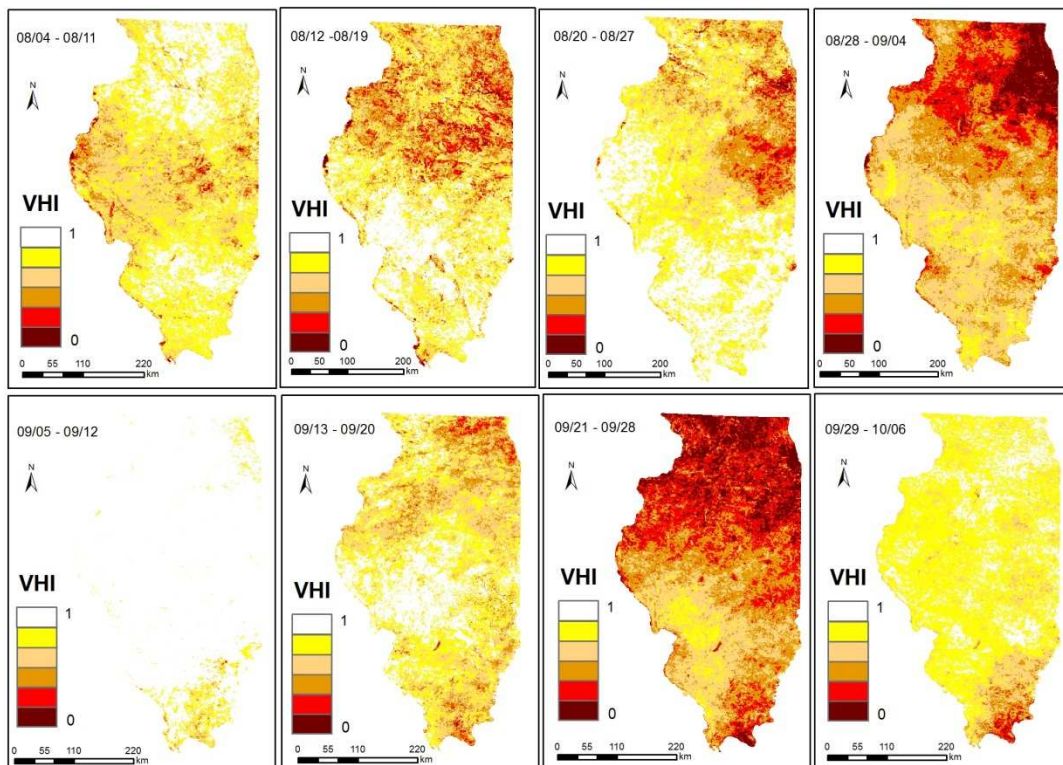 08/04 - 08/11
N
VHI
1
0
0 55 110 220
km
08/12 -08/19
N
VHI
1
0
0 50 100 200
km
08/20 - 08/27
N
VHI
1
0
0 50 100 200
km
08/28 - 09/04
N
VHI
1
0
0 50 100 200
km
09/05 - 09/12
N
VHI
1
0
0 55 110 220
km
09/13 - 09/20
N
VHI
1
0
0 55 110 220
km
09/21 - 09/28
N
VHI
1
0
0 55 110 220
km
09/29 - 10/06
N
VHI
1
0
0 55 110 220
km